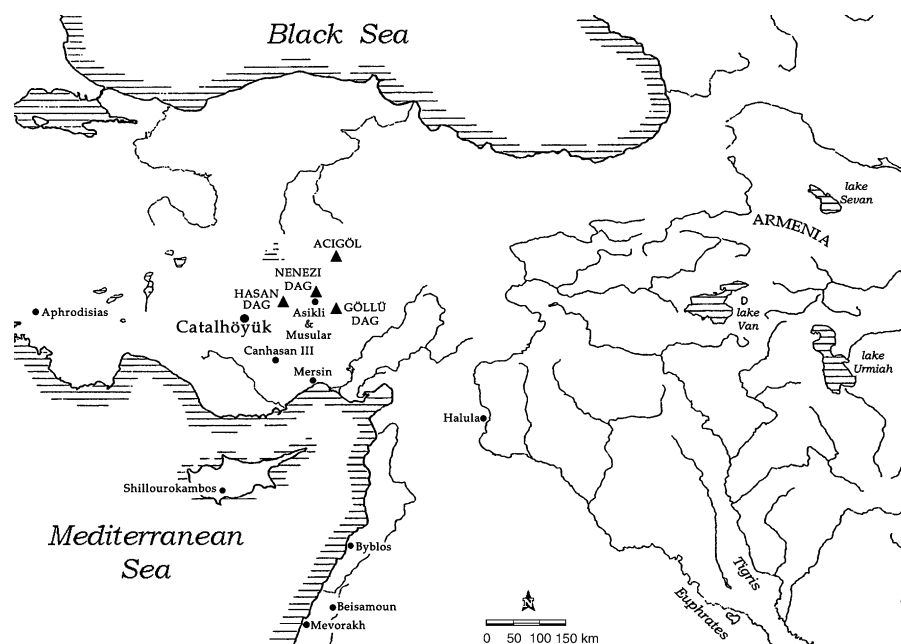 Black Sea
lake
Sevan
ARMENIA
ACIGÖL
NENEZI
DAG
HASAN
DAG
Asikli
&
Musular
GÖLLÜ
DAG
D
lake
Van
Aphrodisias
Catalhöyük
Canhasan III
Mersin
lake
Urmiah
Halula
Shillourokambos
Mediterranean
Sea
Byblos
Tigris
Euphrates
Beisamoun
Mevorakh
N
0 50 100 150 km